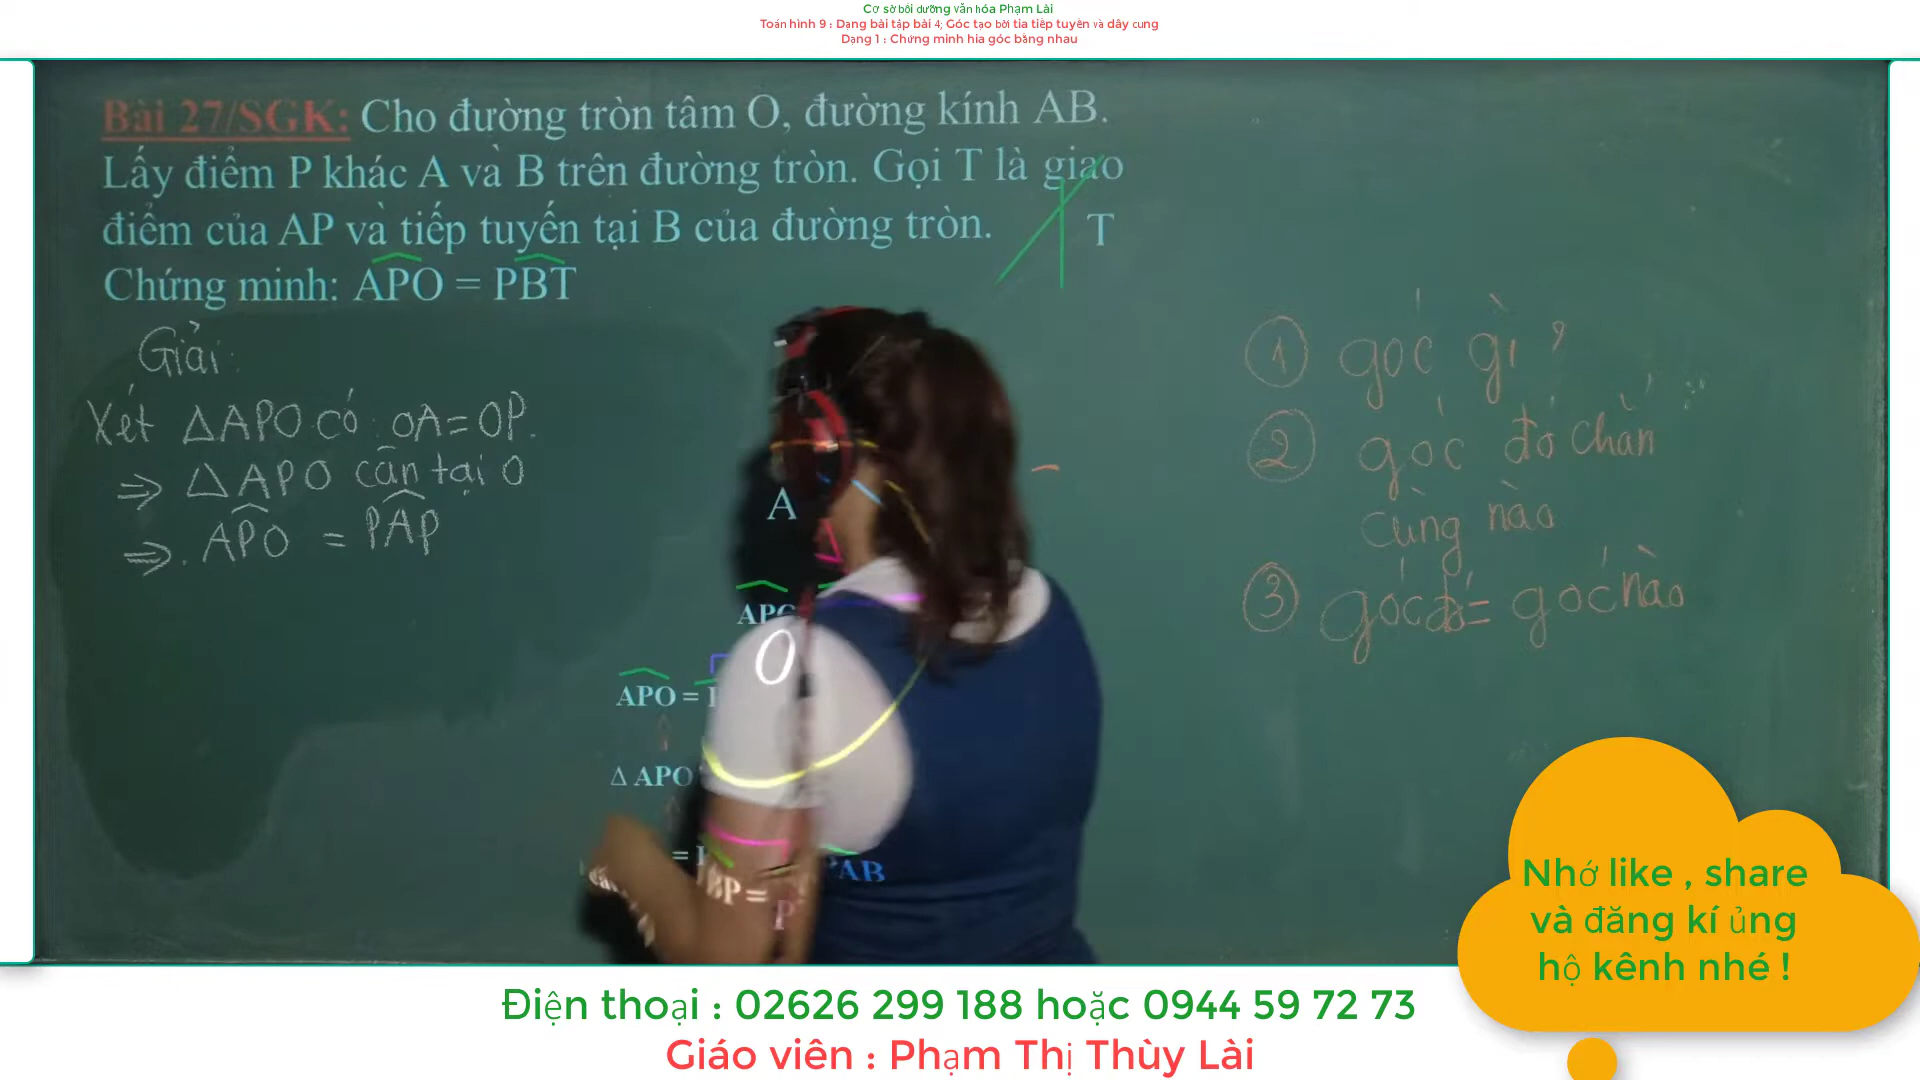 Cơ sở bồi dưỡng văn hóa Phạm Lài
Toán hình 9 : Dạng bài tập bài 4; Góc tạo bởi tia tiếp tuyên và dây cung
Dạng 1 : Chứng minh hia góc bằng nhau
Bài 27/SGK: Cho đường tròn tâm O, đường kính AB.
Lấy điểm P khác A và B trên đường tròn. Gọi T là giao
điểm của AP và tiếp tuyến tại B của đường tròn.
T
Chứng minh: APO = PBT
Giải:
Xét ΔAPO có: OA = OP.
⇒ ΔAPO cân tại O
⇒. APO = PAP
A
O
APO =
Δ APO
=
BP =
P
PAB
① góc gì ?
② góc đó chắn
cùng nào
③ góc đó = góc nào
Nhớ like , share
và đăng kí ủng
hộ kênh nhé !
Điện thoại : 02626 299 188 hoặc 0944 59 72 73
Giáo viên : Phạm Thị Thùy Lài